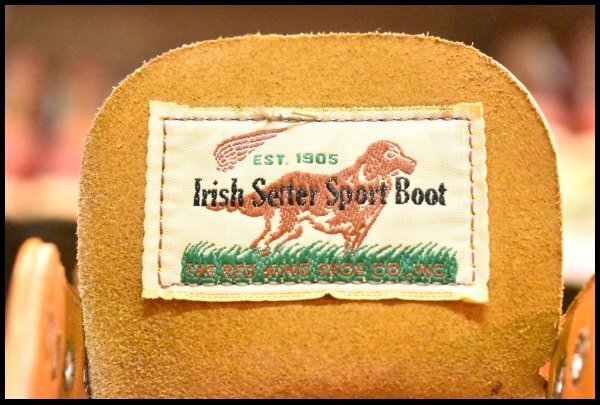 EST. 1905
Irish Setter Sport Boot
THE RED WING SHOE CO., INC.